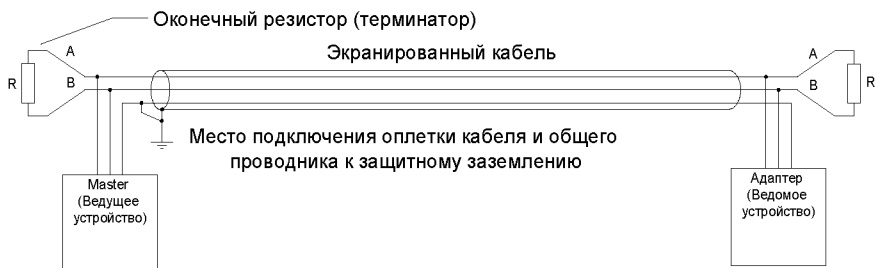 Оконечный резистор (терминатор)
Экранированный кабель
A
A
R
B
B
R
Место подключения оплетки кабеля и общего
проводника к защитному заземлению
Master
(Ведущее
устройство)
Адаптер
(Ведомое
устройство)